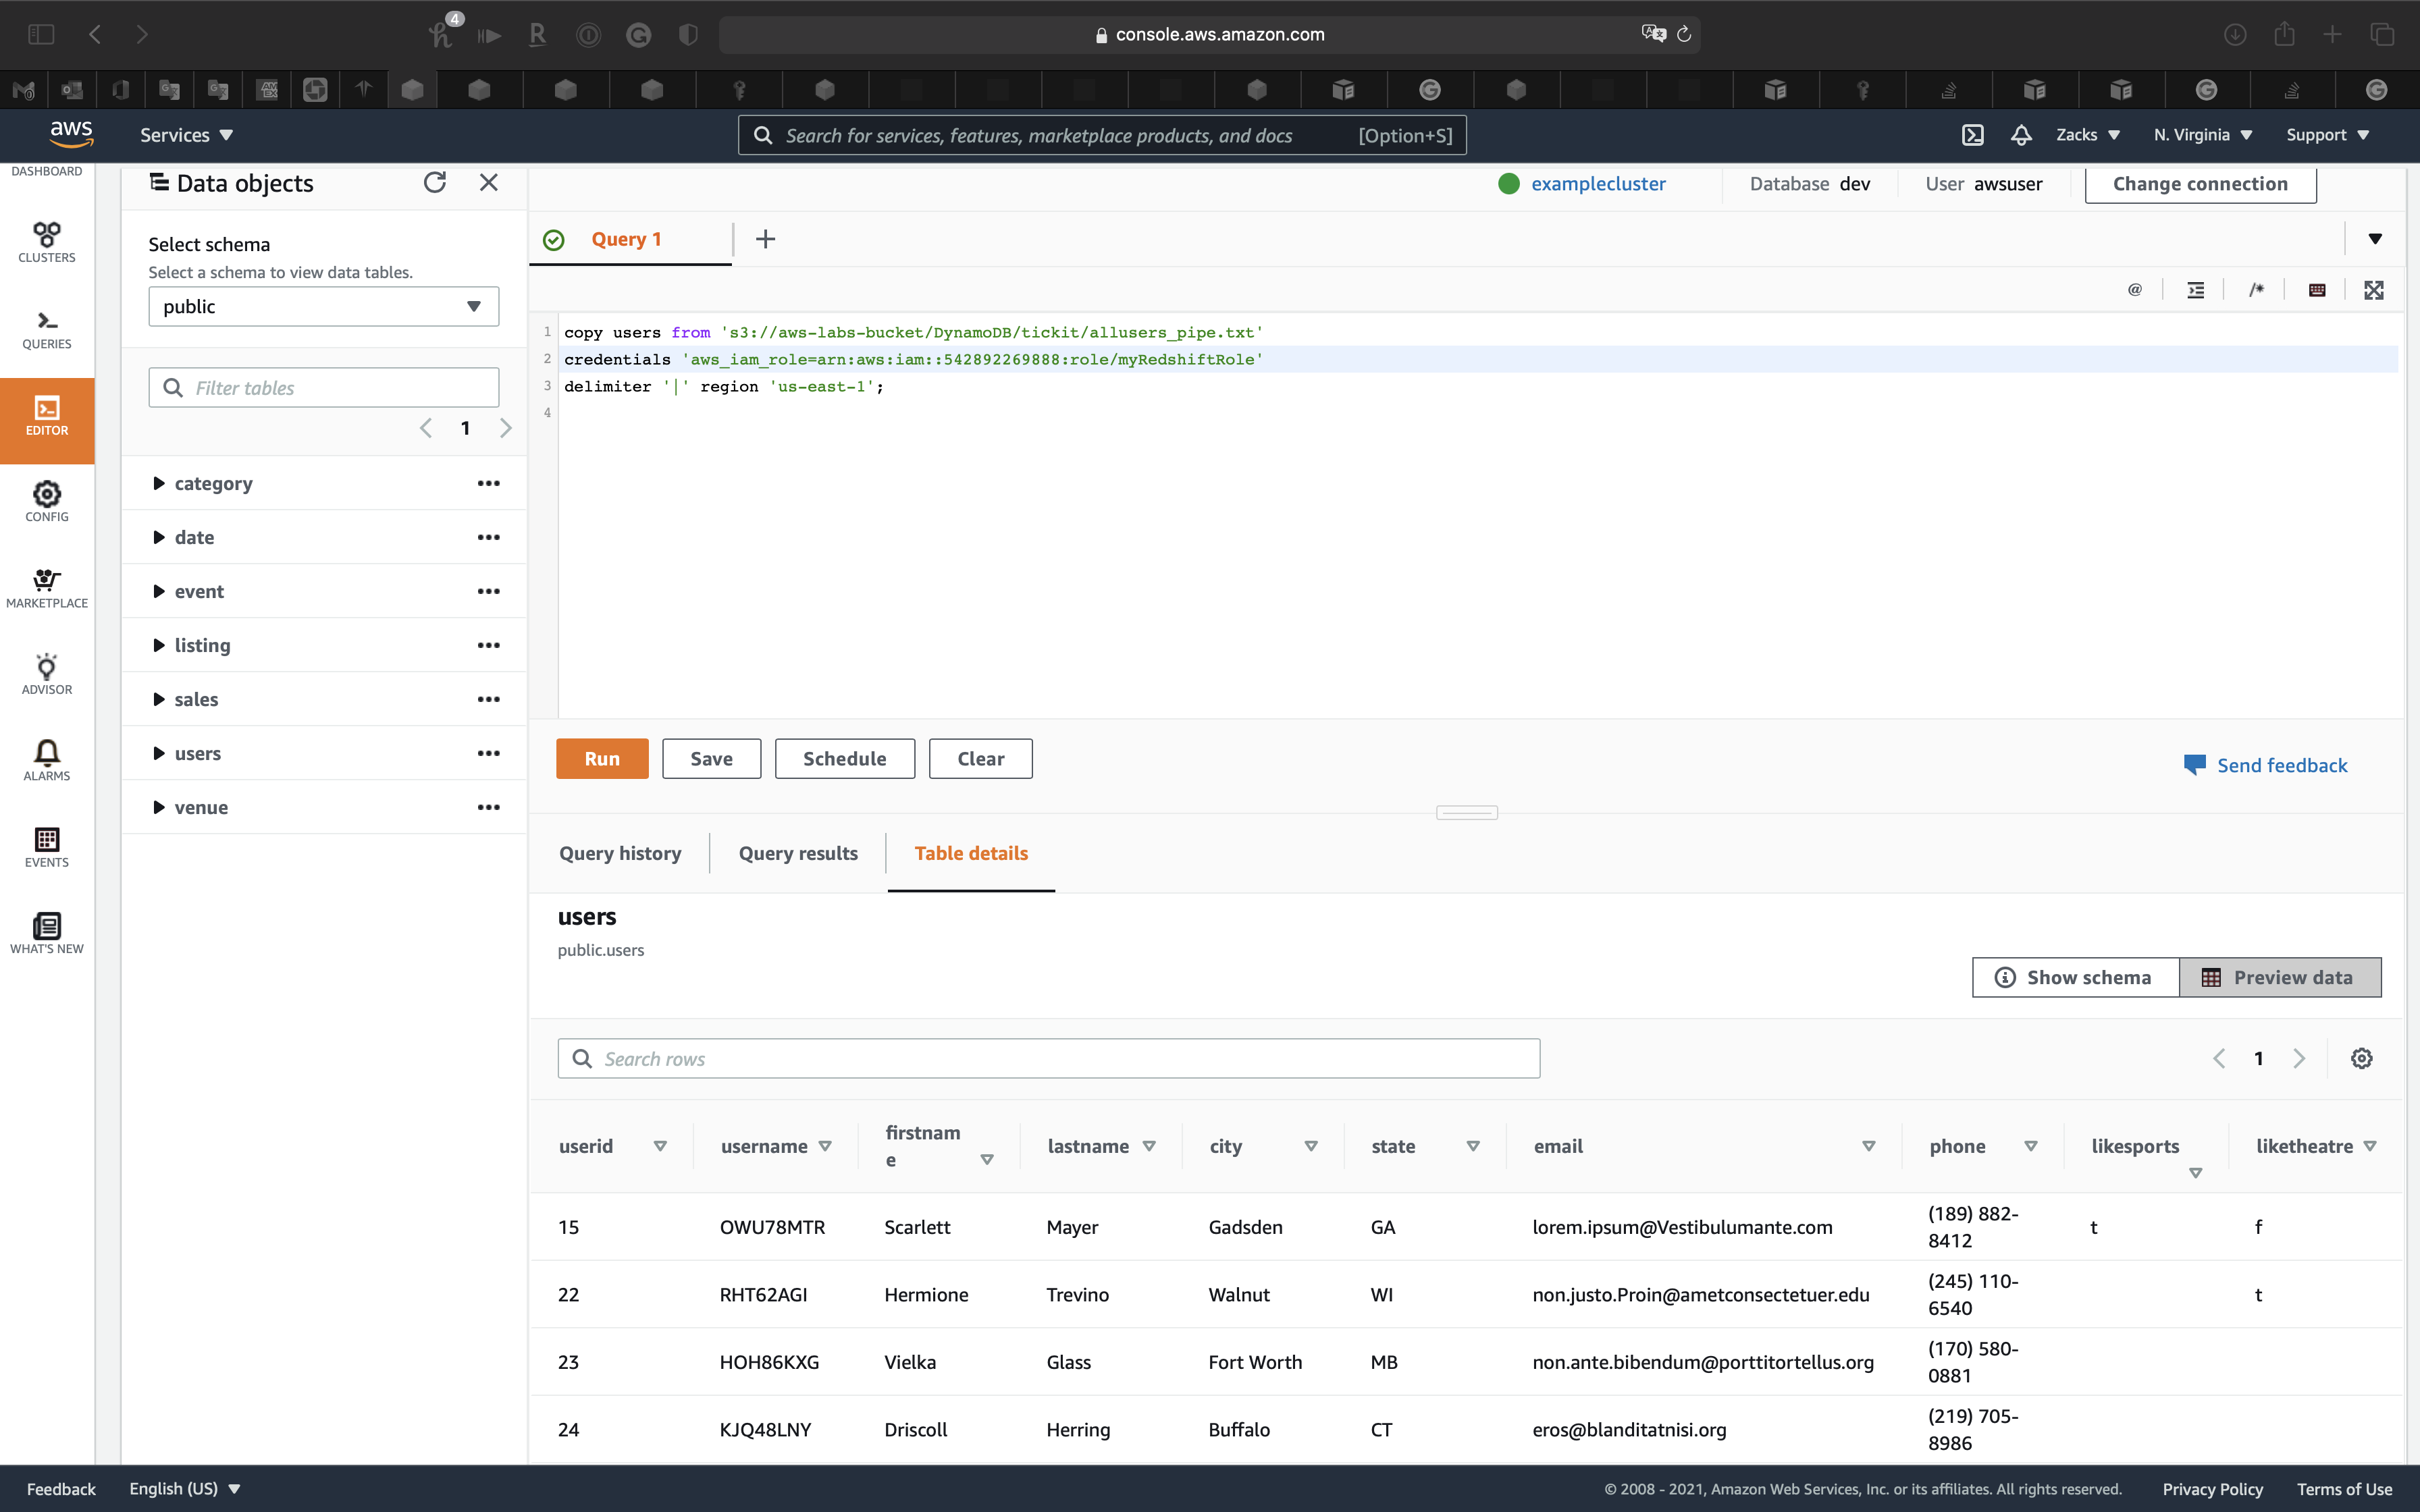 4
console.aws.amazon.com
aws
Services
Search for services, features, marketplace products, and docs [Option+S]
Zacks
N. Virginia
Support
DASHBOARD
CLUSTERS
QUERIES
EDITOR
CONFIG
MARKETPLACE
ADVISOR
ALARMS
EVENTS
WHAT'S NEW
Data objects
Select schema
Select a schema to view data tables.
public
Filter tables
1
category
date
event
listing
sales
users
venue
examplecluster
Database dev
User awsuser
Change connection
Query 1
@
/*
1 copy users from 's3://aws-labs-bucket/DynamoDB/tickit/allusers_pipe.txt'
2 credentials 'aws_iam_role=arn:aws:iam::542892269888:role/myRedshiftRole'
3 delimiter '|' region 'us-east-1';
4
Run
Save
Schedule
Clear
Send feedback
Query history
Query results
Table details
users
public.users
Show schema
Preview data
Search rows
1
userid username firstname lastname city state email phone likesports liketheatre
15 OWU78MTR Scarlett Mayer Gadsden GA lorem.ipsum@Vestibulumante.com (189) 882-8412 t f
22 RHT62AGI Hermione Trevino Walnut WI non.justo.Proin@ametconsectetuer.edu (245) 110-6540 t
23 HOH86KXG Vielka Glass Fort Worth MB non.ante.bibendum@porttitortellus.org (170) 580-0881
24 KJQ48LNY Driscoll Herring Buffalo CT eros@blanditatnisi.org (219) 705-8986
Feedback
English (US)
© 2008 - 2021, Amazon Web Services, Inc. or its affiliates. All rights reserved.
Privacy Policy
Terms of Use